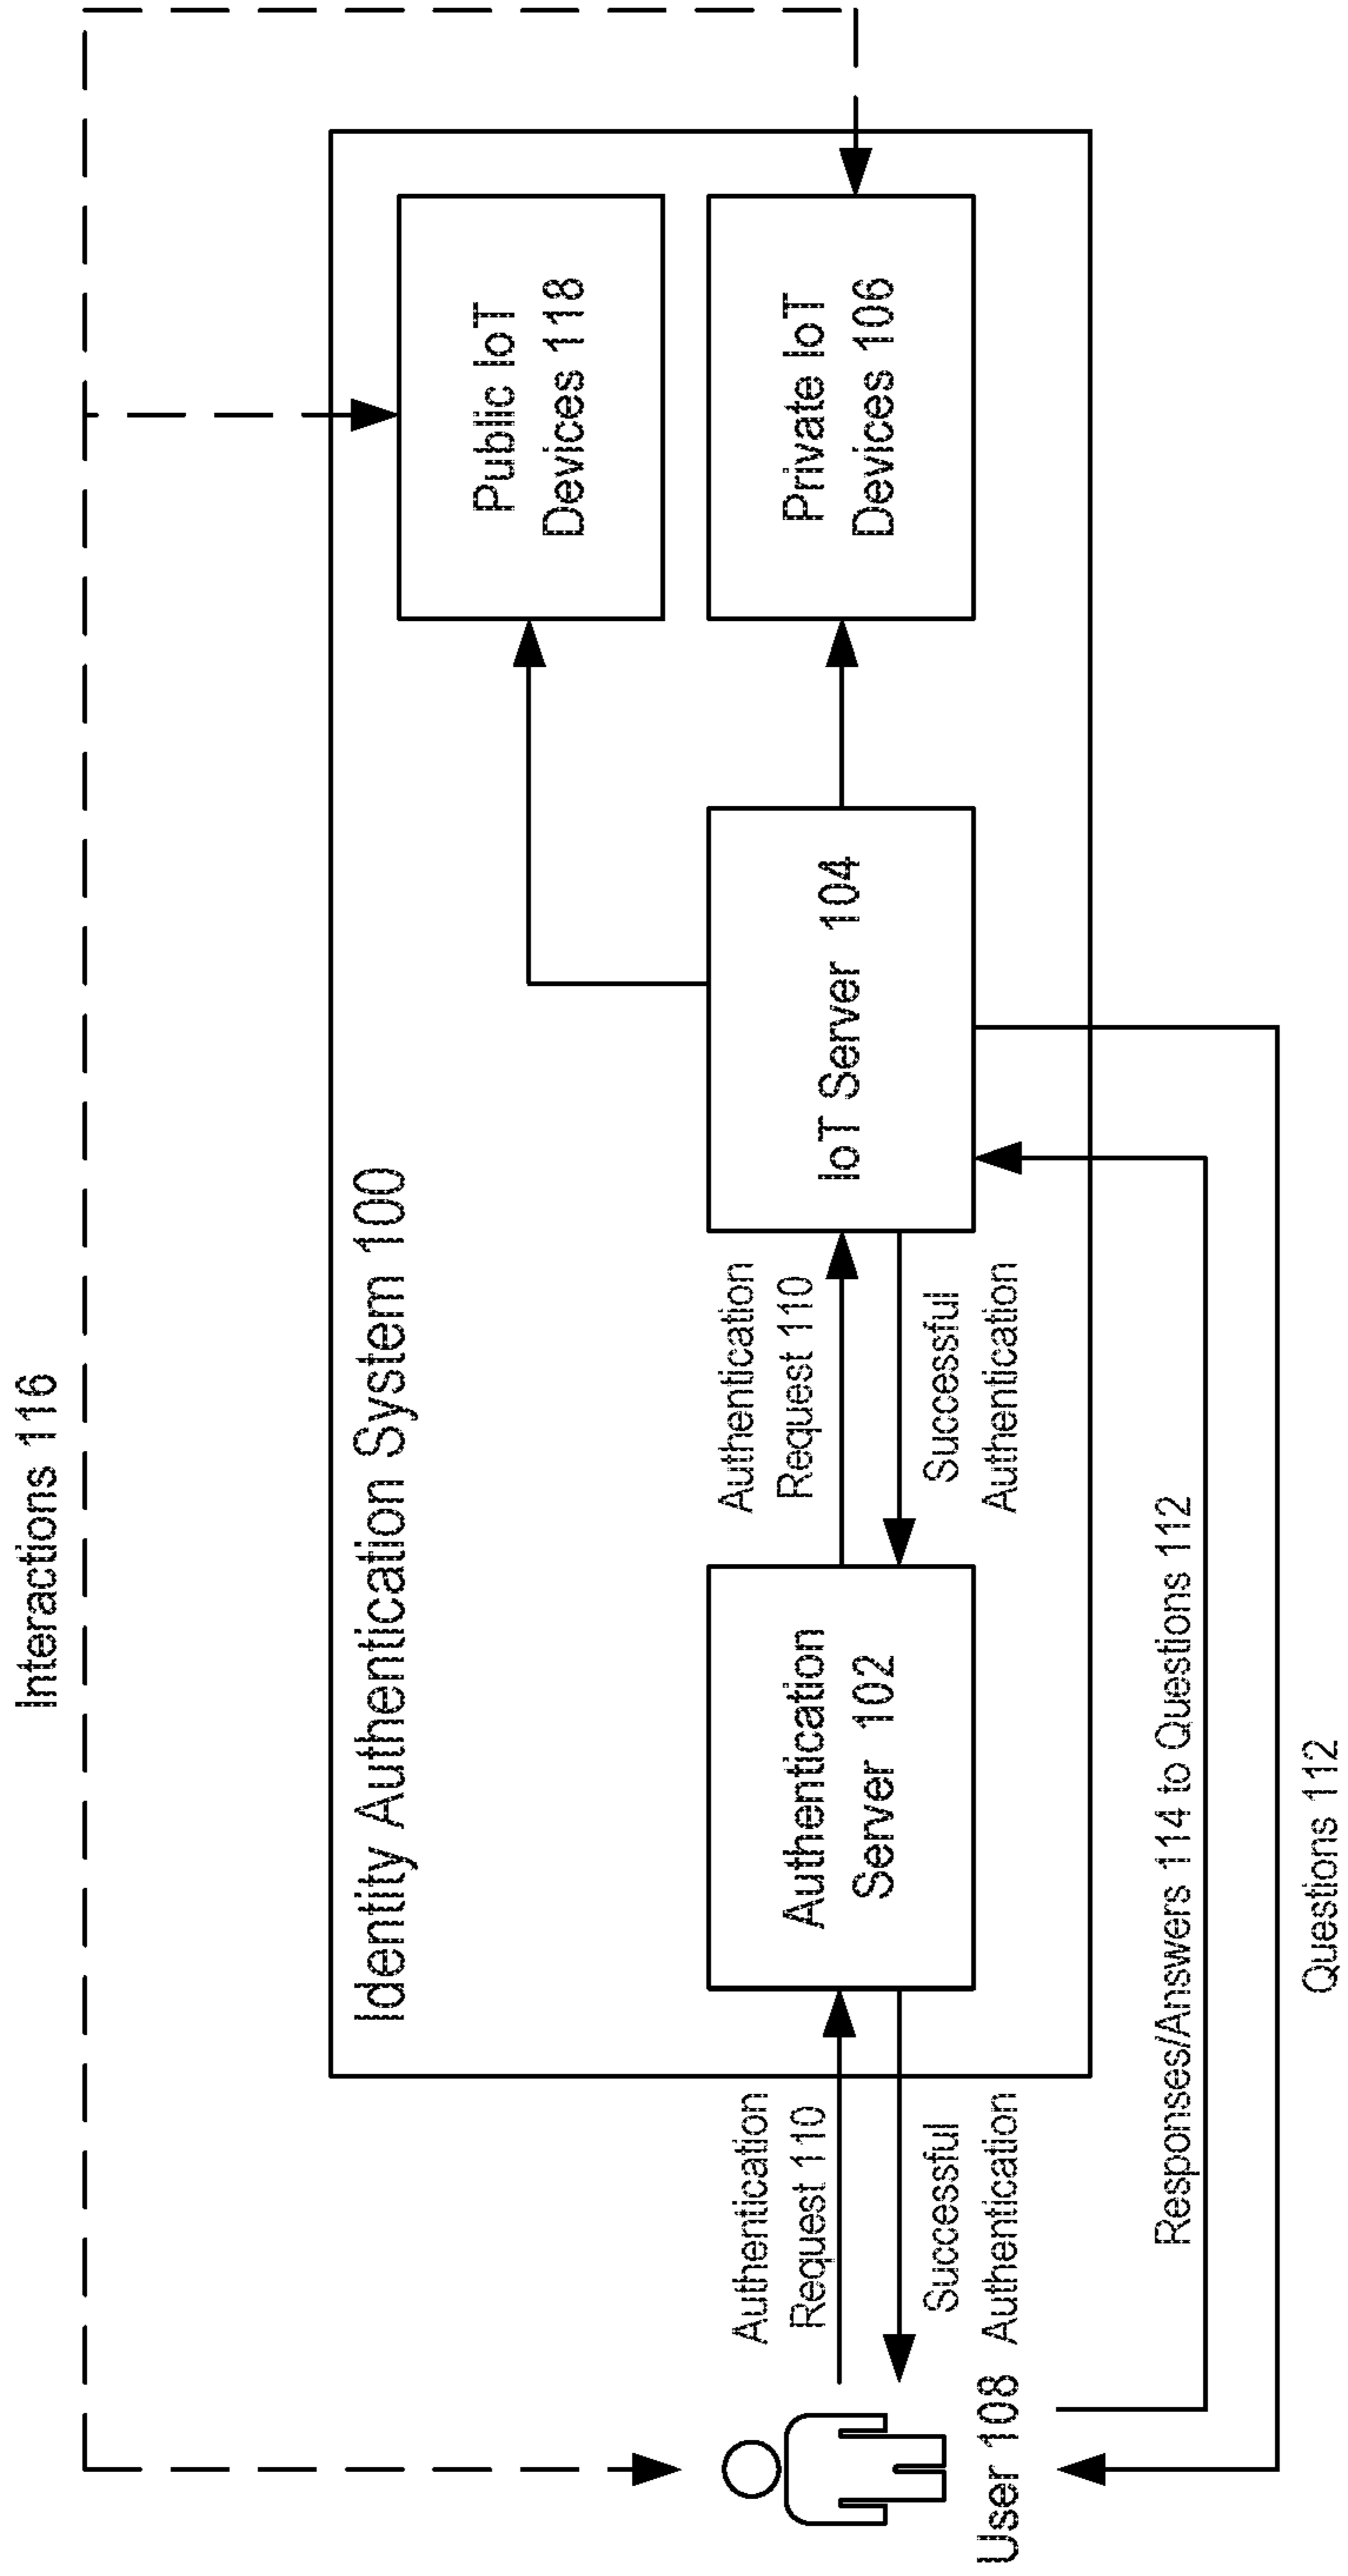 Interactions 116
Identity Authentication System 100
Public IoT
Devices 118
Authentication
Request 110
Authentication
Server 102
Authentication
Request 110
IoT Server 104
Private IoT
Devices 106
Successful
Authentication
Successful
Authentication
User 108
Responses/Answers 114 to Questions 112
Questions 112